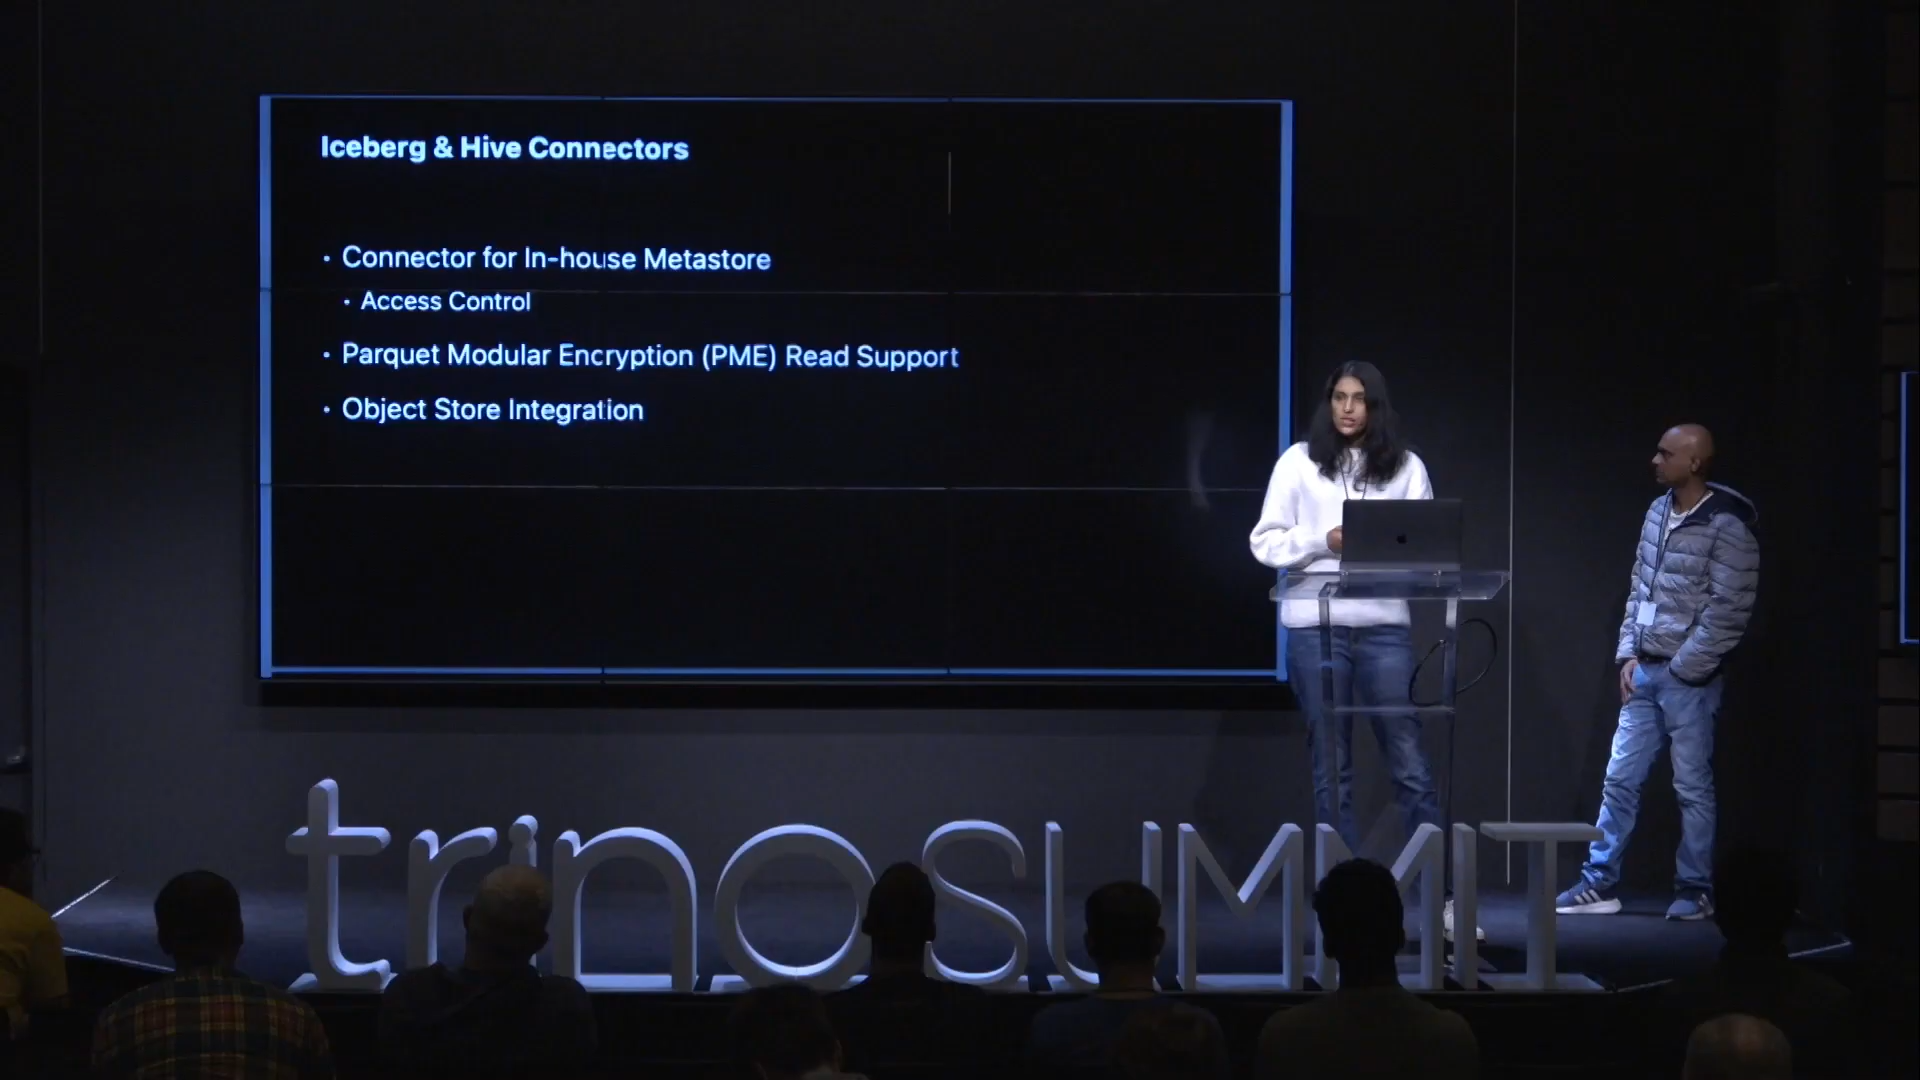 Iceberg & Hive Connectors
• Connector for In-house Metastore
• Access Control
• Parquet Modular Encryption (PME) Read Support
• Object Store Integration
trinosUMMIT